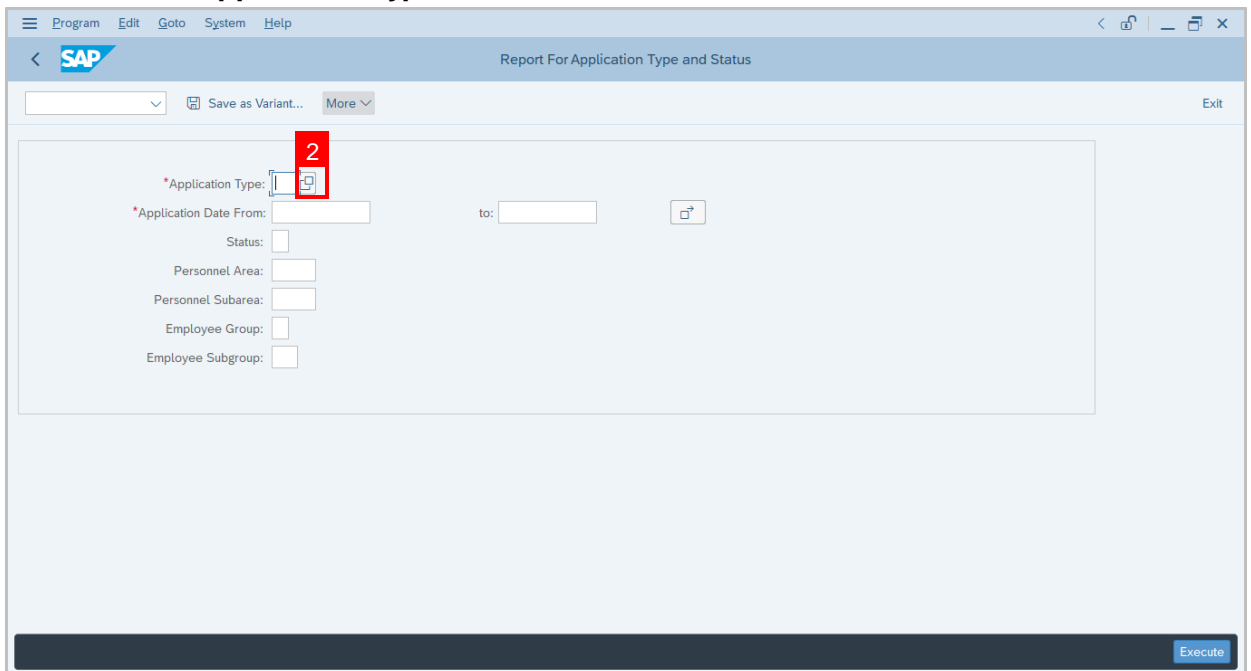 Program Edit Goto System Help
SAP Report For Application Type and Status
Save as Variant... More Exit
2
*Application Type:
*Application Date From: to:
Status:
Personnel Area:
Personnel Subarea:
Employee Group:
Employee Subgroup:
Execute